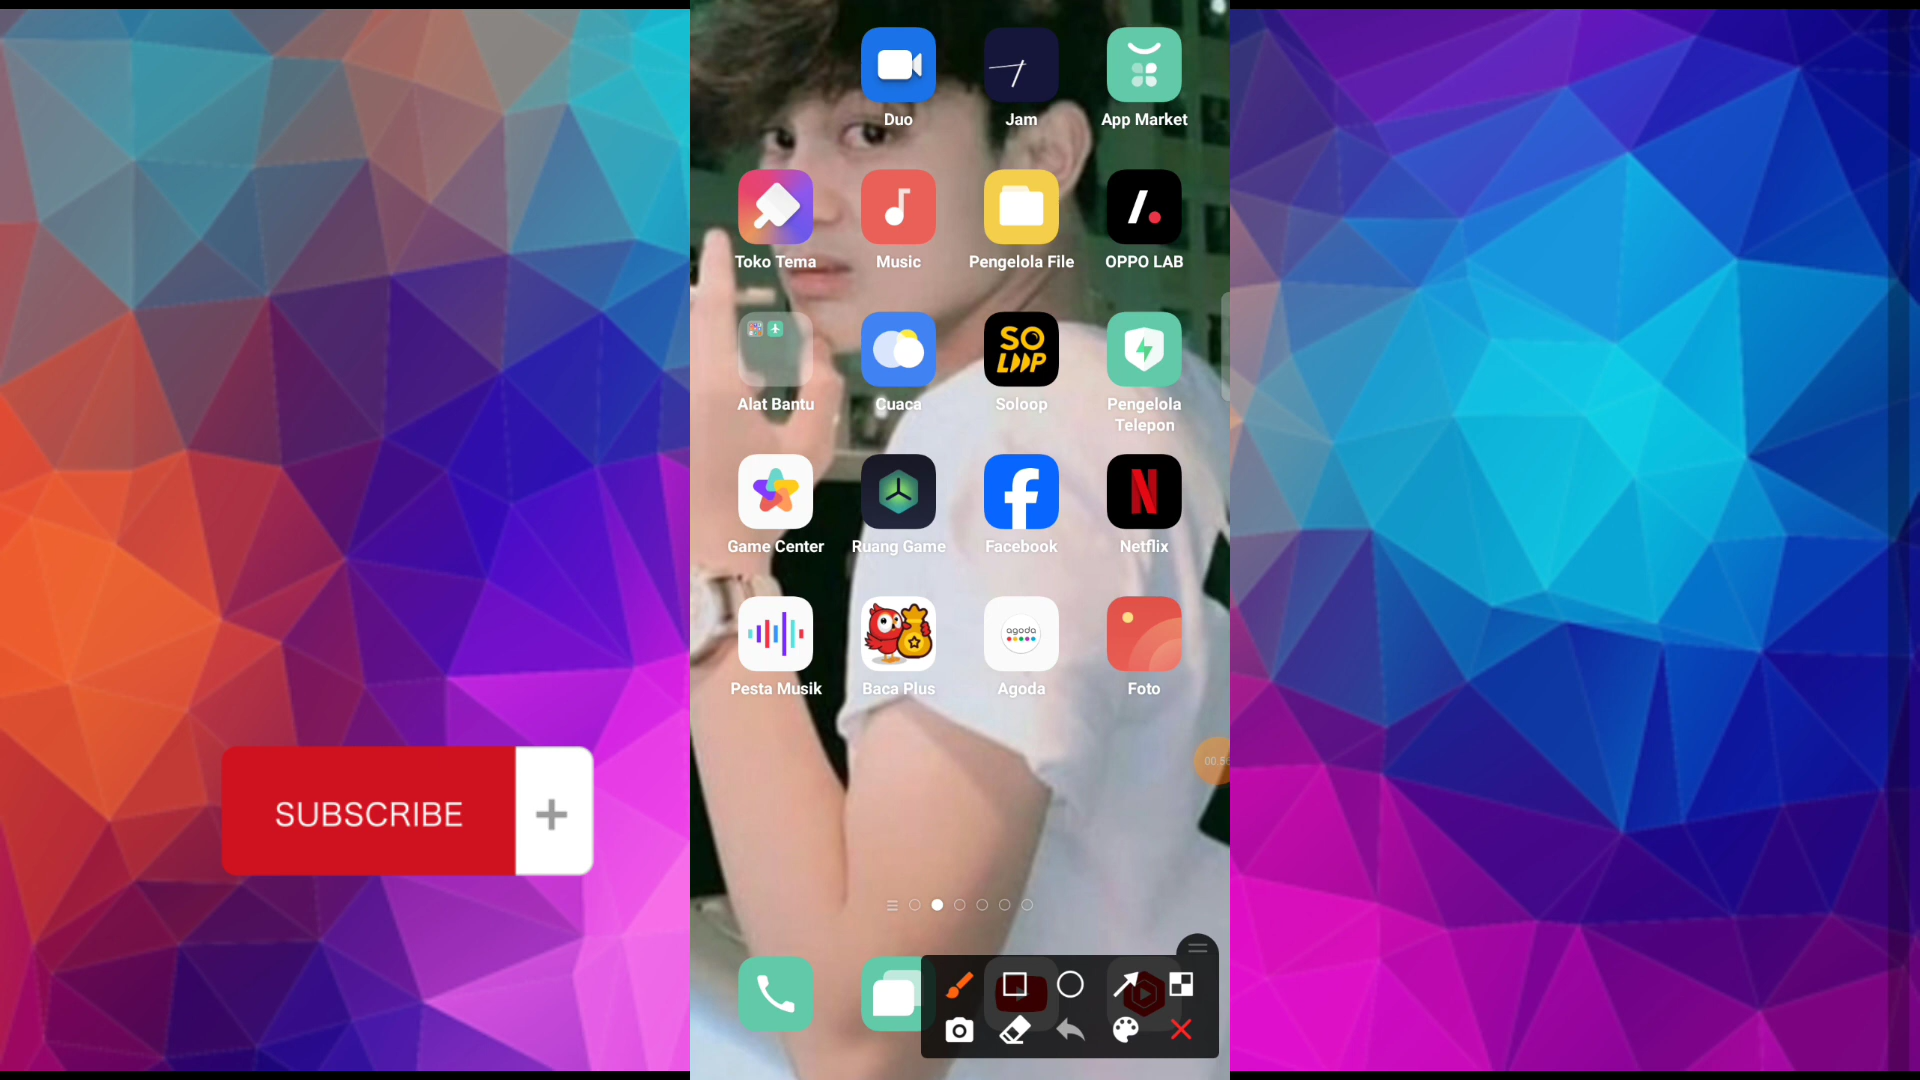 Duo
Jam
App Market
Toko Tema
Music
Pengelola File
OPPO LAB
SO
LOOP
Alat Bantu
Cuaca
Soloop
Pengelola
Telepon
Game Center
Ruang Game
Facebook
Netflix
agoda
Pesta Musik
Baca Plus
Agoda
Foto
SUBSCRIBE +